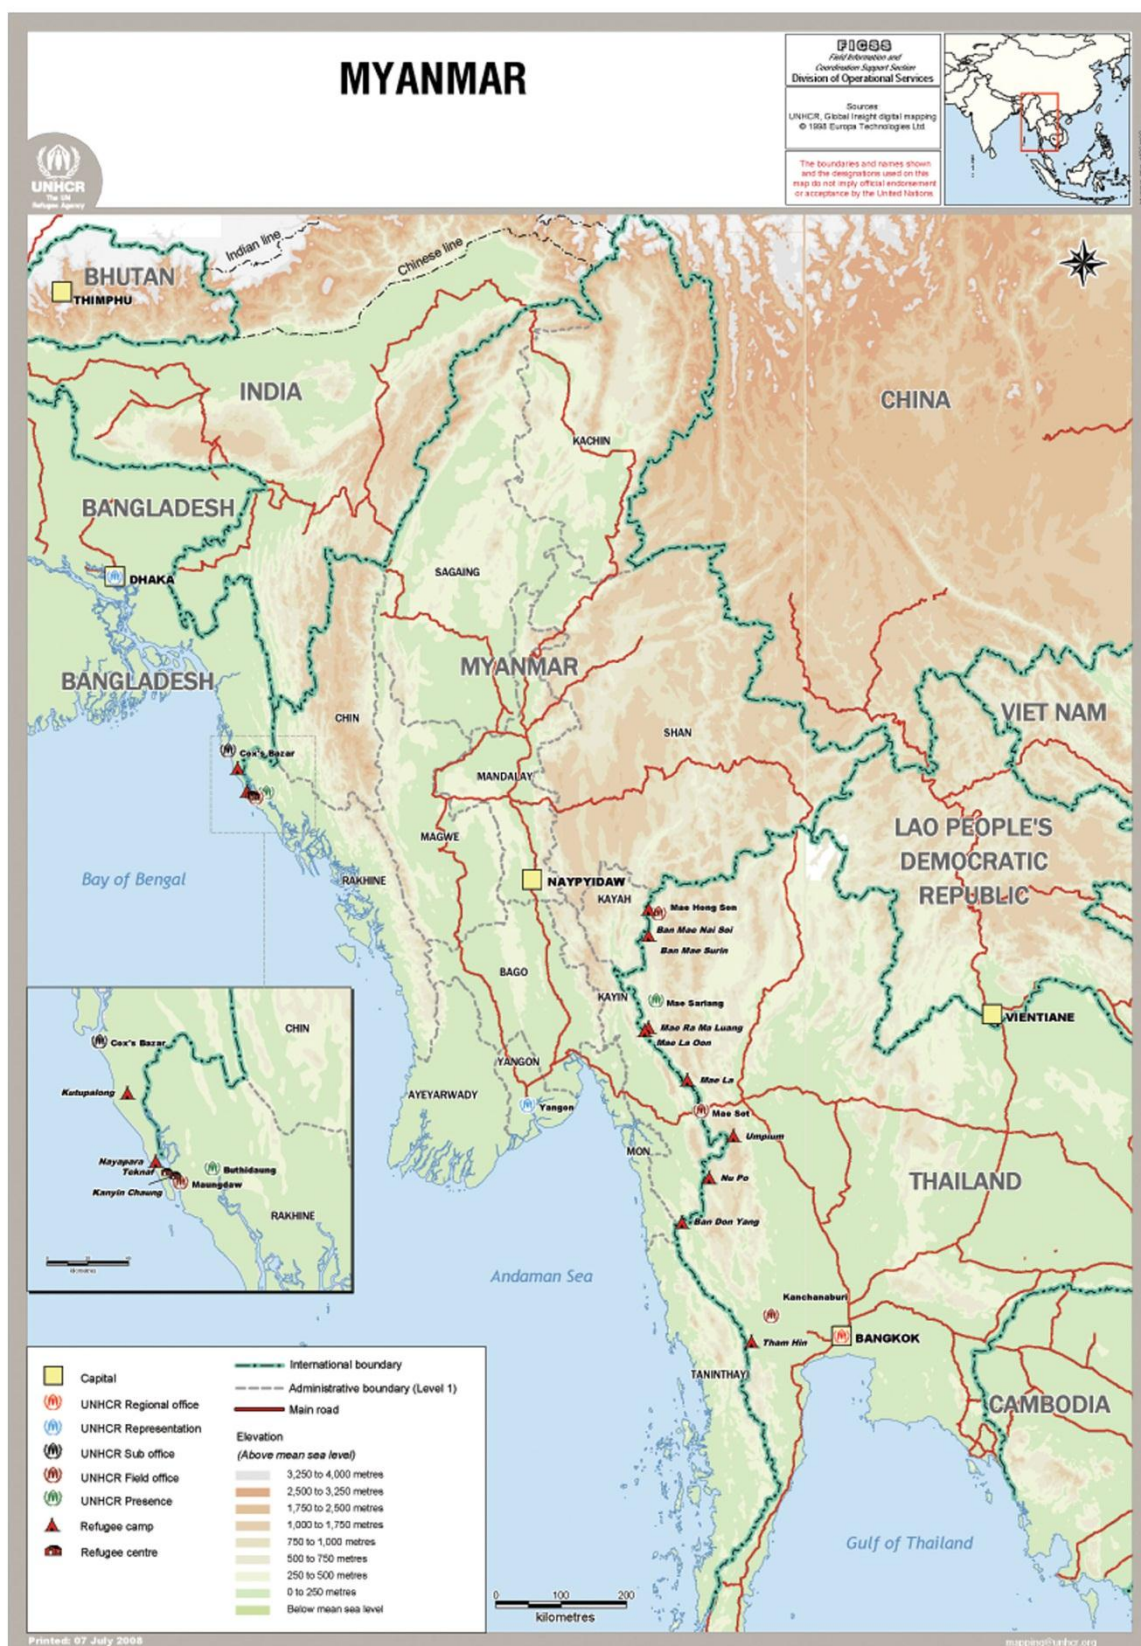 MYANMAR
FICSS
Field Information and
Coordination Support Section
Division of Operational Services
Sources
UNHCR, Global Insight digital mapping
© 1998 Europa Technologies Ltd.
The boundaries and names shown
and the designations used on this
map do not imply official endorsement
or acceptance by the United Nations.
UNHCR
The UN
Refugee Agency
Indian line
Chinese line
BHUTAN
THIMPHU
INDIA
CHINA
KACHIN
BANGLADESH
DHAKA
SAGAING
BANGLADESH
MYANMAR
VIET NAM
CHIN
SHAN
Cox's Bazar
MANDALAY
MAGWE
LAO PEOPLE'S
DEMOCRATIC
REPUBLIC
Bay of Bengal
RAKHINE
NAYPYIDAW
KAYAH
Mae Hong Son
Ban Mae Nai Soi
Ban Mae Surin
BAGO
KAYIN
Mae Sariang
VIENTIANE
Mae Ra Ma Luang
Mae La Oon
YANGON
Mae La
AYEYARWADY
Yangon
Mae Sot
Umpium
MON
Nu Po
THAILAND
Ban Don Yang
Andaman Sea
Kanchanaburi
Tham Hin
BANGKOK
TANINTHAYI
CAMBODIA
Gulf of Thailand
CHIN
Cox's Bazar
Kutupalong
Nayapara
Teknaf
Buthidaung
Kanyin Chaung
Maungdaw
RAKHINE
kilometres
Capital
UNHCR Regional office
UNHCR Representation
UNHCR Sub office
UNHCR Field office
UNHCR Presence
Refugee camp
Refugee centre
International boundary
Administrative boundary (Level 1)
Main road
Elevation
(Above mean sea level)
3,250 to 4,000 metres
2,500 to 3,250 metres
1,750 to 2,500 metres
1,000 to 1,750 metres
750 to 1,000 metres
500 to 750 metres
250 to 500 metres
0 to 250 metres
Below mean sea level
0 100 200
kilometres
Printed: 07 July 2008
mapping@unhcr.org